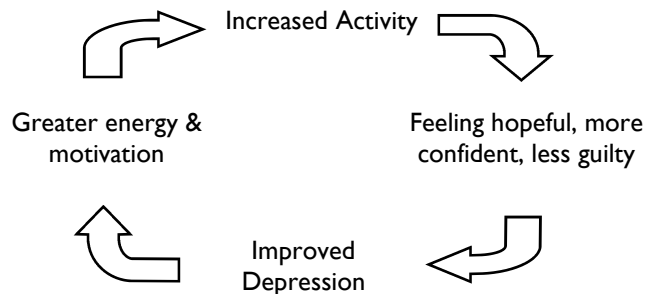 Increased Activity
Greater energy &
motivation
Feeling hopeful, more
confident, less guilty
Improved
Depression